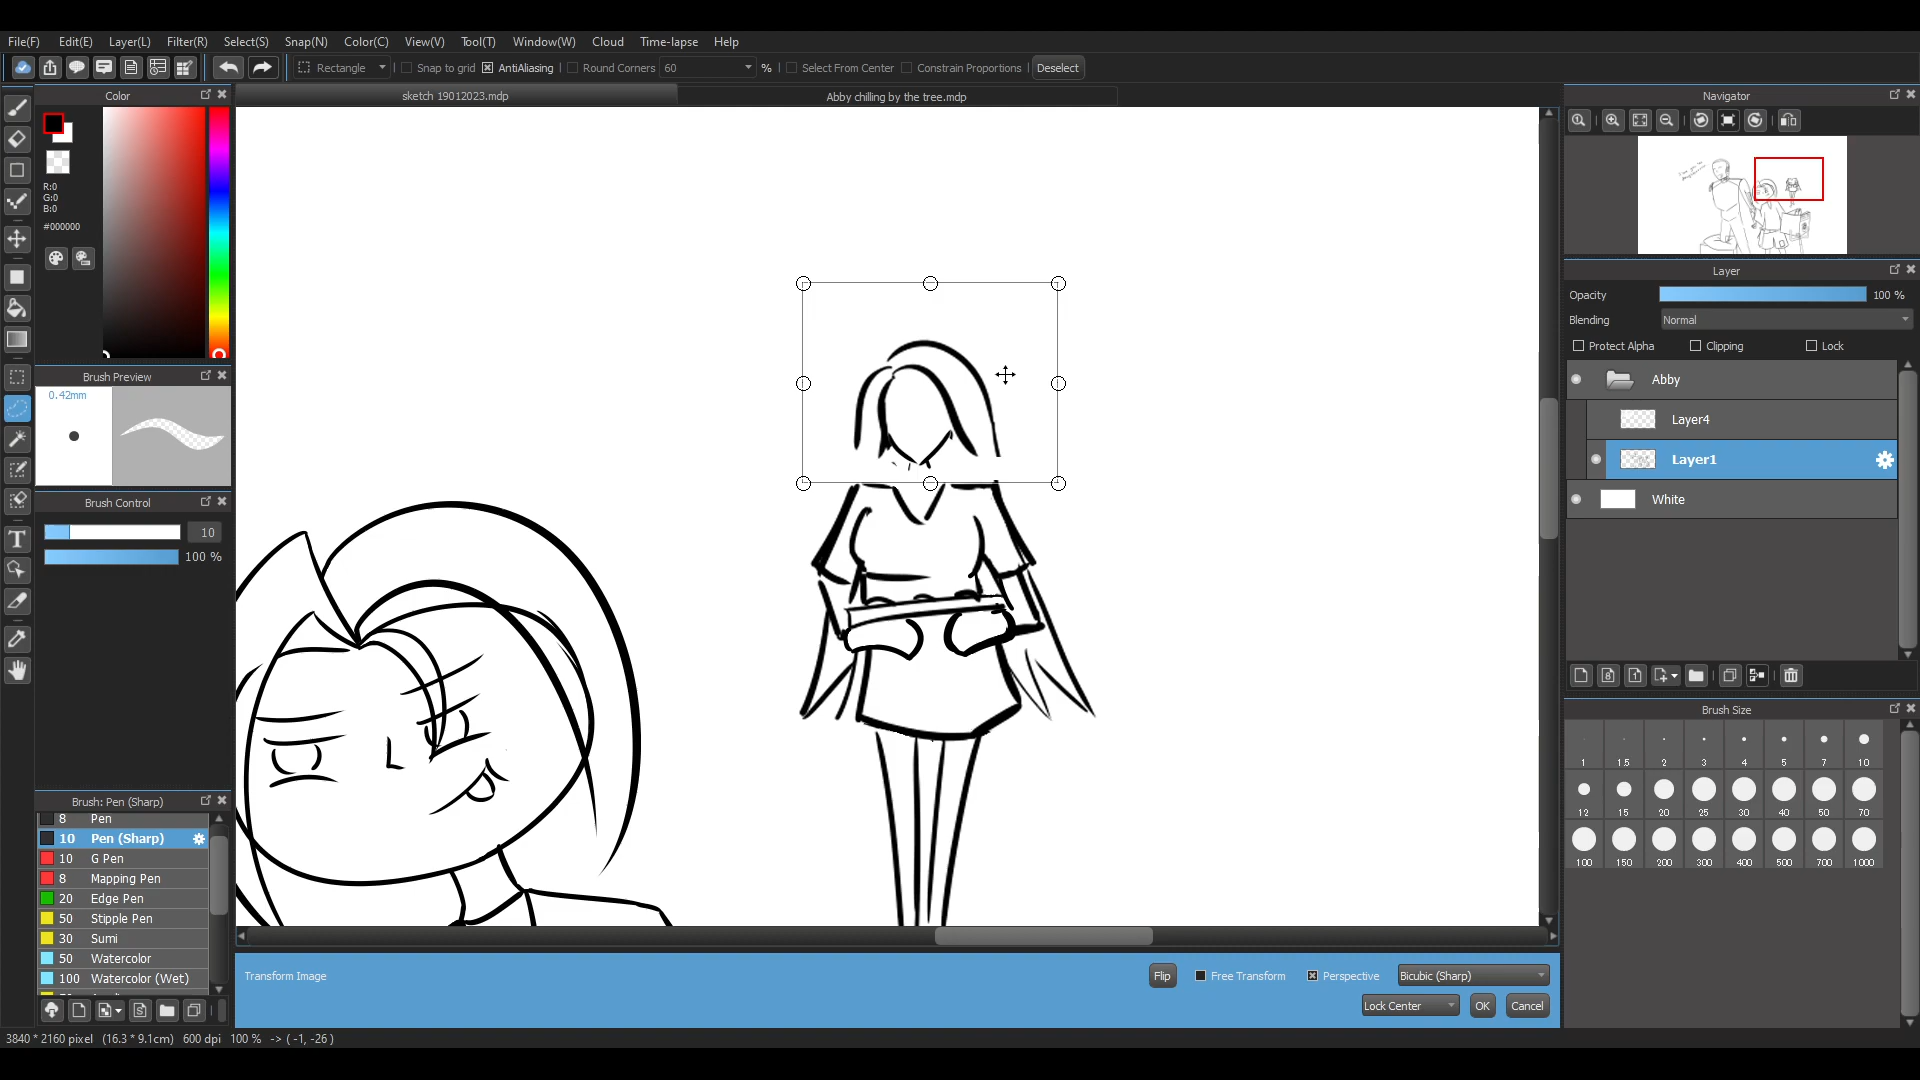 File(F) Edit(E) Layer(L) Filter(R) Select(S) Snap(N) Color(C) View(V) Tool(T) Window(W) Cloud Time-lapse Help
Rectangle Snap to grid AntiAliasing Round Corners 60 % Select From Center Constrain Proportions Deselect
Color
R:0
G:0
B:0
#000000
Brush Preview
0.42mm
Brush Control
10
100 %
Brush: Pen (Sharp)
8 Pen
10 Pen (Sharp)
10 G Pen
8 Mapping Pen
20 Edge Pen
50 Stipple Pen
30 Sumi
50 Watercolor
100 Watercolor (Wet)
sketch 19012023.mdp
Abby chilling by the tree.mdp
Transform Image
Flip Free Transform Perspective Bicubic (Sharp)
Lock Center OK Cancel
Navigator
Layer
Opacity 100 %
Blending Normal
Protect Alpha Clipping Lock
Abby
Layer4
Layer1
White
Brush Size
1 1.5 2 3 4 5 7 10
12 15 20 25 30 40 50 70
100 150 200 300 400 500 700 1000
3840 * 2160 pixel (16.3 * 9.1cm) 600 dpi 100 % -> ( -1, -26 )